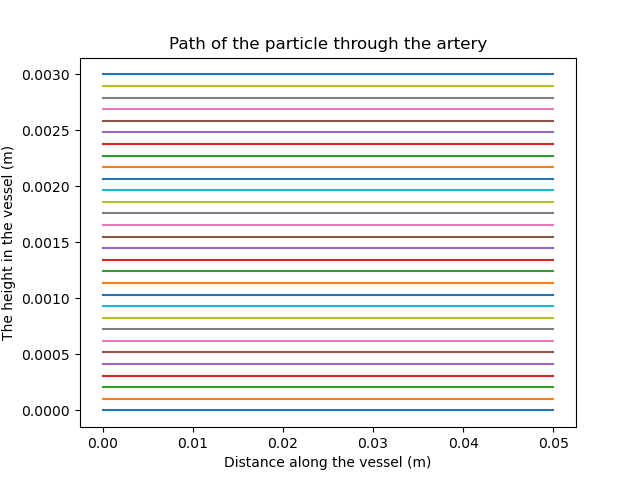 Path of the particle through the artery
The height in the vessel (m)
0.0030
0.0025
0.0020
0.0015
0.0010
0.0005
0.0000
0.00 0.01 0.02 0.03 0.04 0.05
Distance along the vessel (m)